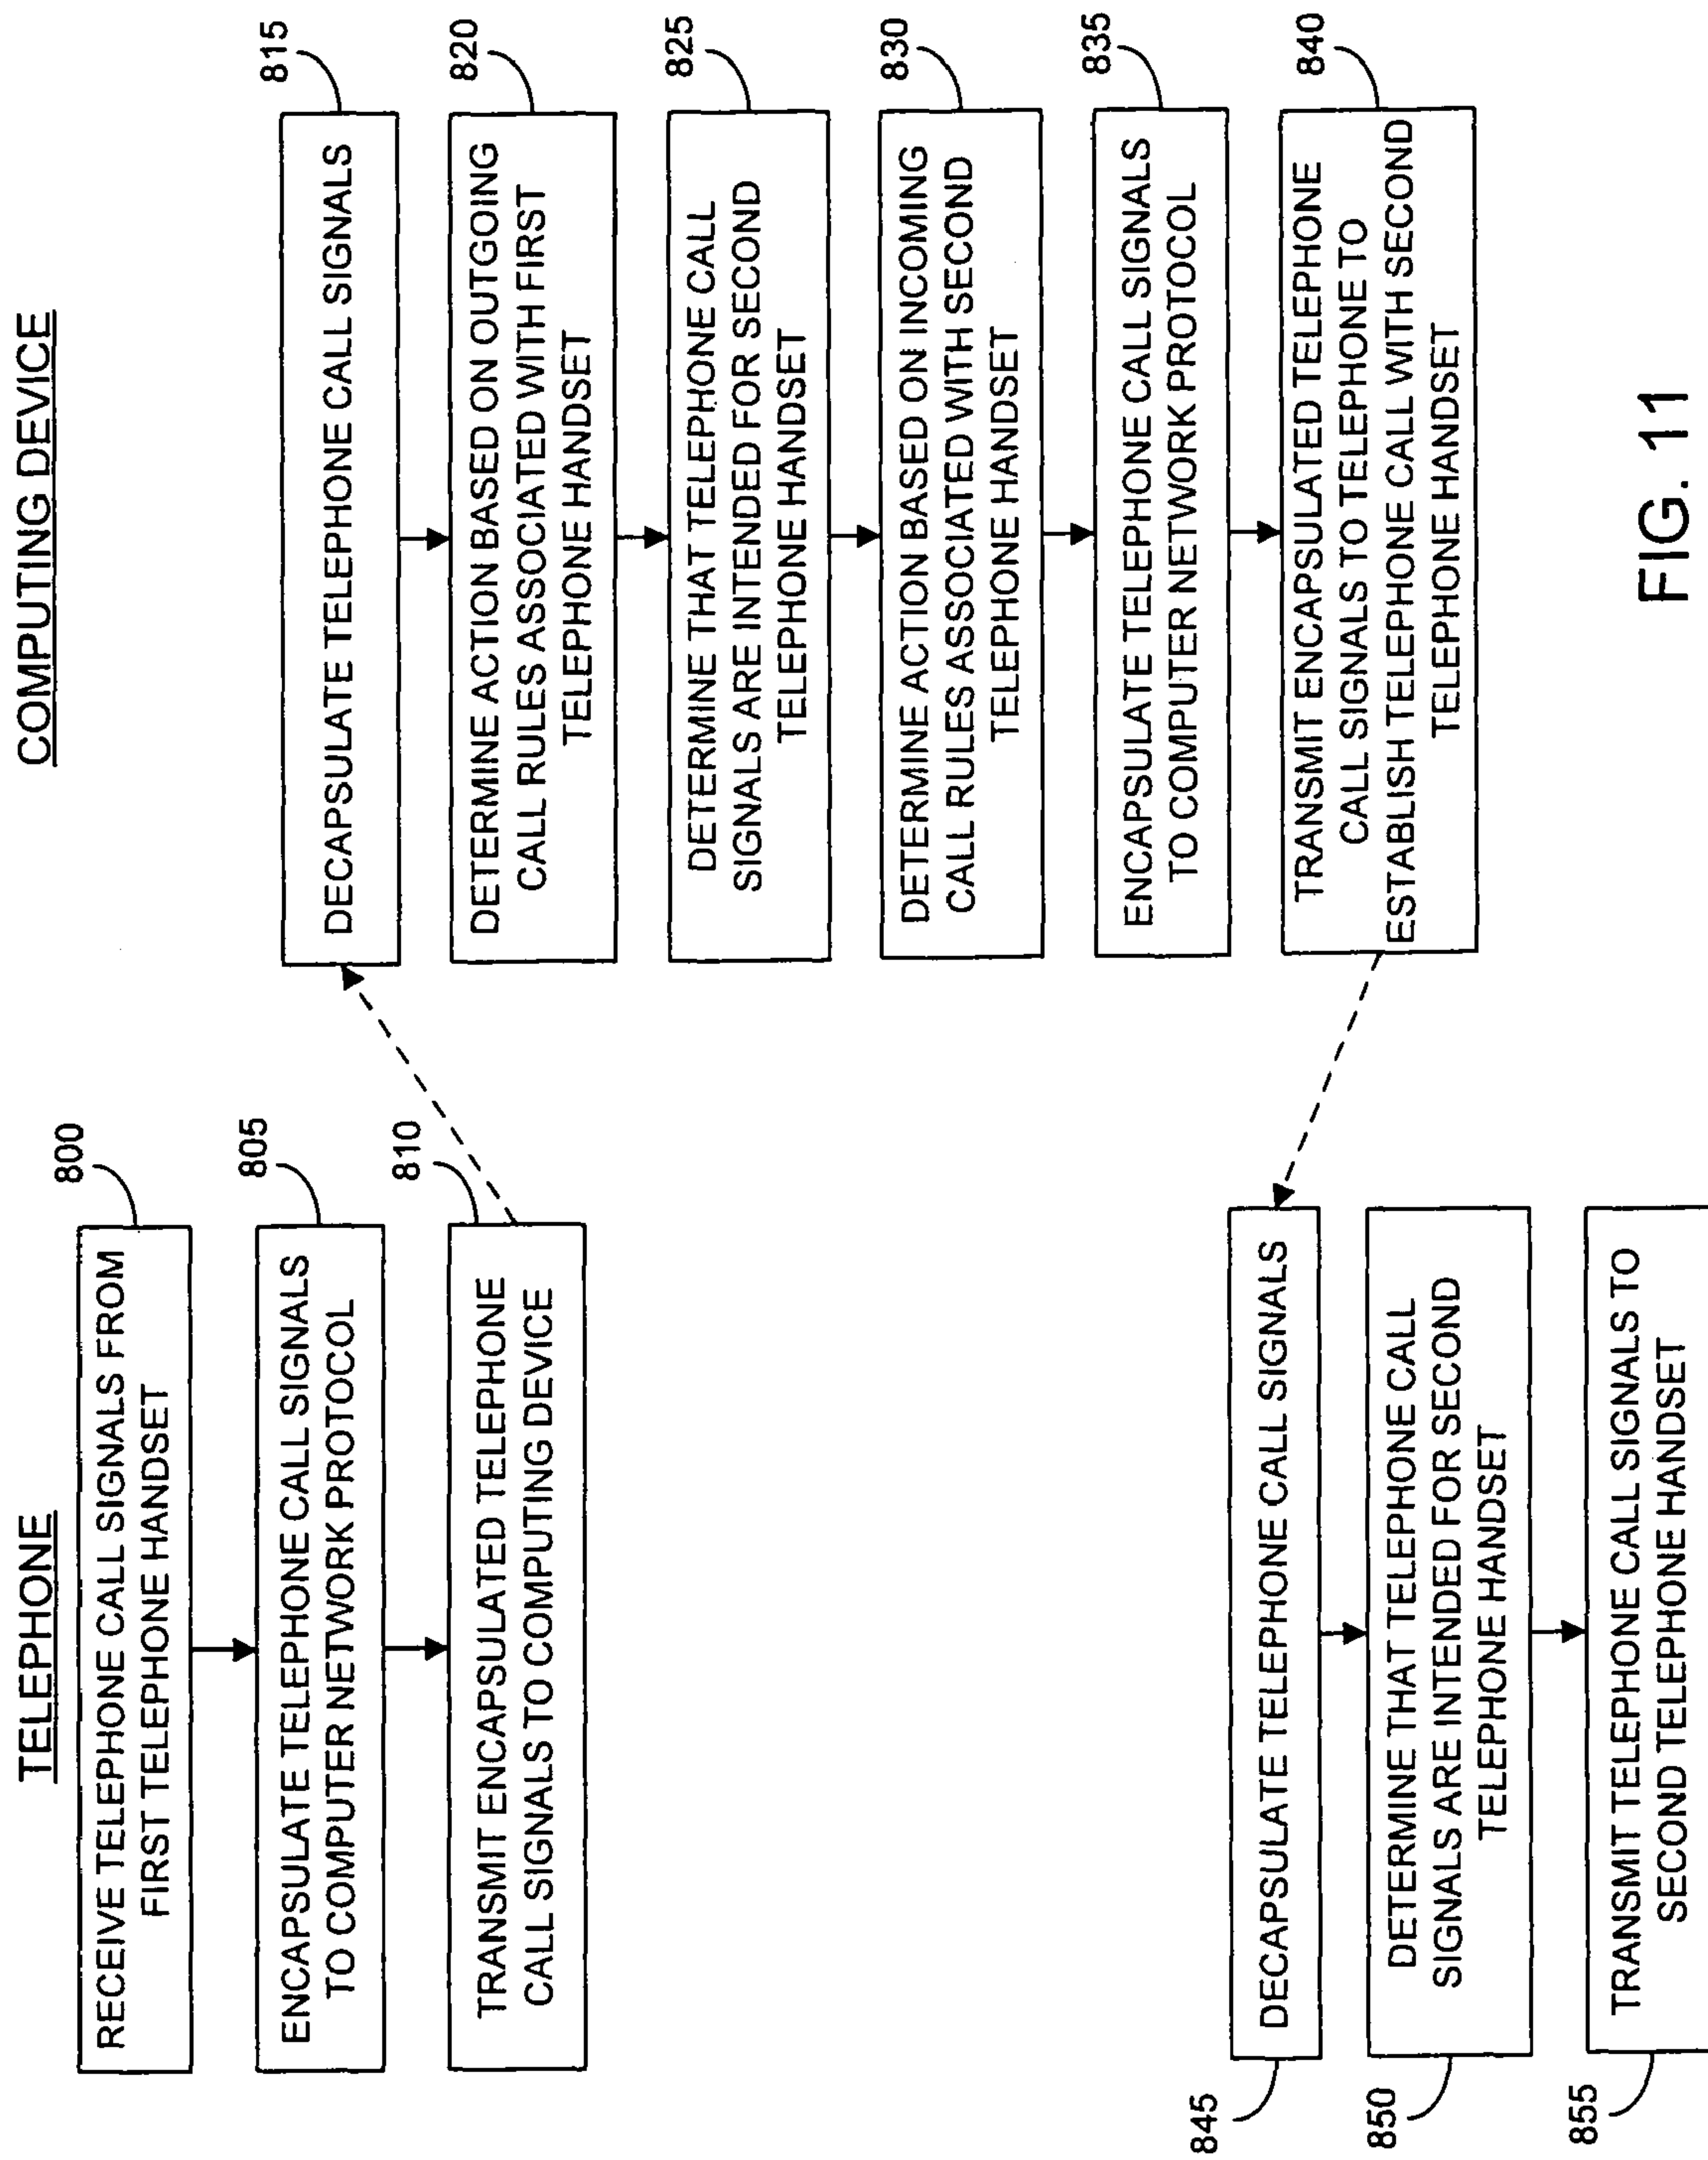 TELEPHONE
800
RECEIVE TELEPHONE CALL SIGNALS FROM
FIRST TELEPHONE HANDSET
805
ENCAPSULATE TELEPHONE CALL SIGNALS
TO COMPUTER NETWORK PROTOCOL
810
TRANSMIT ENCAPSULATED TELEPHONE
CALL SIGNALS TO COMPUTING DEVICE
COMPUTING DEVICE
815
DECAPSULATE TELEPHONE CALL SIGNALS
820
DETERMINE ACTION BASED ON OUTGOING
CALL RULES ASSOCIATED WITH FIRST
TELEPHONE HANDSET
825
DETERMINE THAT TELEPHONE CALL
SIGNALS ARE INTENDED FOR SECOND
TELEPHONE HANDSET
830
DETERMINE ACTION BASED ON INCOMING
CALL RULES ASSOCIATED WITH SECOND
TELEPHONE HANDSET
835
ENCAPSULATE TELEPHONE CALL SIGNALS
TO COMPUTER NETWORK PROTOCOL
840
TRANSMIT ENCAPSULATED TELEPHONE
CALL SIGNALS TO TELEPHONE TO
ESTABLISH TELEPHONE CALL WITH SECOND
TELEPHONE HANDSET
845
DECAPSULATE TELEPHONE CALL SIGNALS
850
DETERMINE THAT TELEPHONE CALL
SIGNALS ARE INTENDED FOR SECOND
TELEPHONE HANDSET
855
TRANSMIT TELEPHONE CALL SIGNALS TO
SECOND TELEPHONE HANDSET
FIG. 11